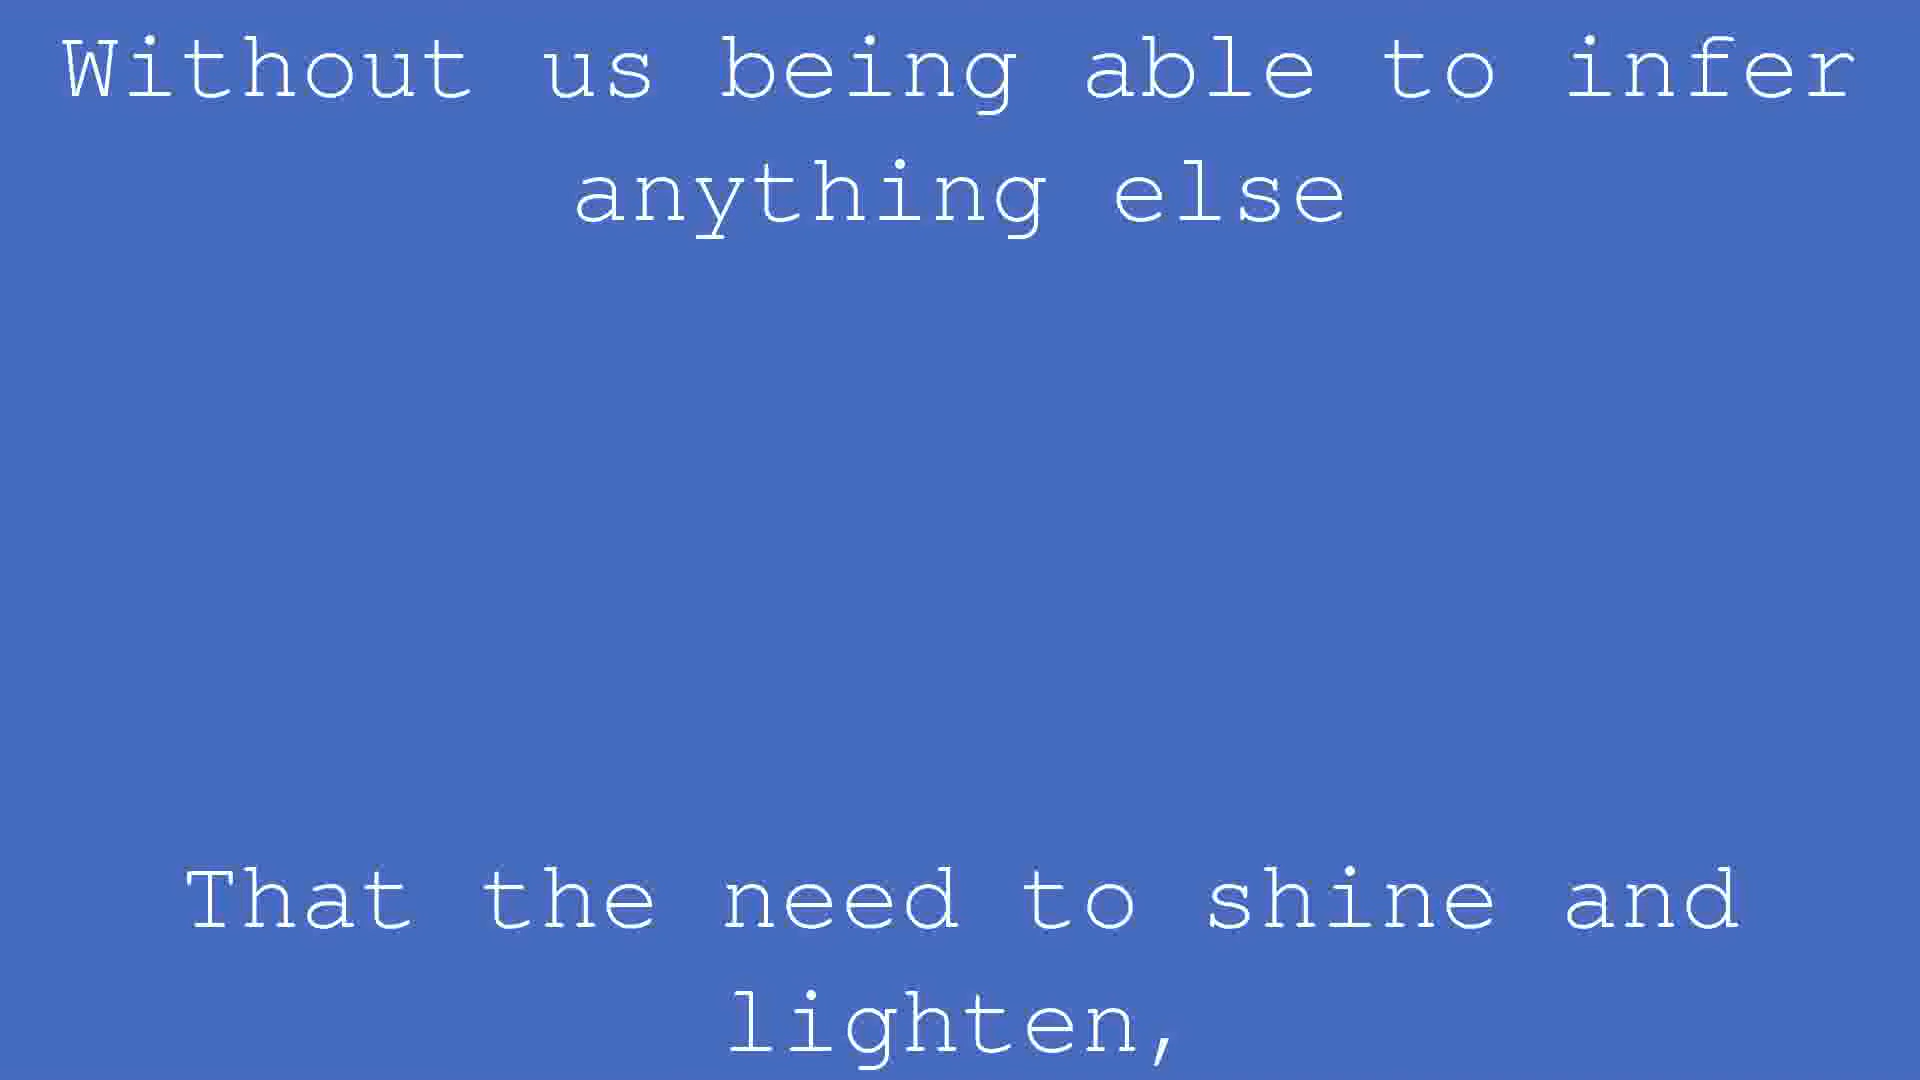 Without us being able to infer
anything else
That the need to shine and
lighten,